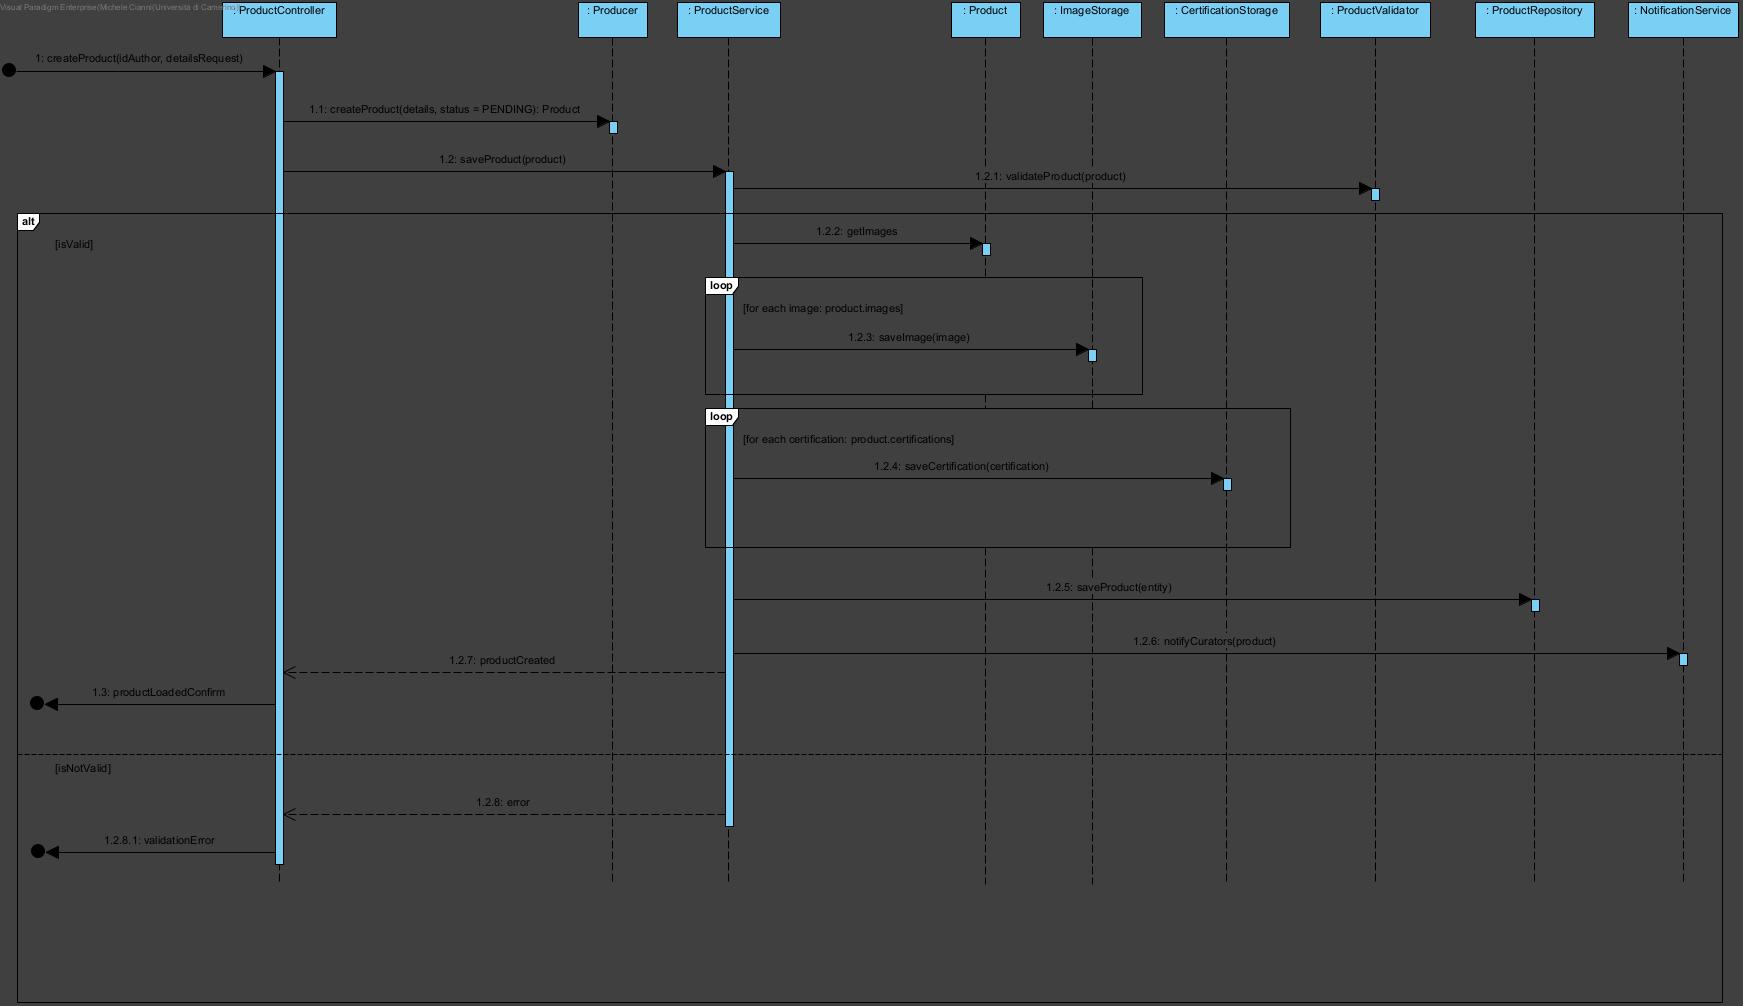 Visual Paradigm Enterprise(Michele Cianni(Università di Camerino))
: ProductController
: Producer
: ProductService
: Product
: ImageStorage
: CertificationStorage
: ProductValidator
: ProductRepository
: NotificationService
1: createProduct(idAuthor, detailsRequest)
1.1: createProduct(details, status = PENDING): Product
1.2: saveProduct(product)
1.2.1: validateProduct(product)
alt
[isValid]
1.2.2: getImages
loop
[for each image: product.images]
1.2.3: saveImage(image)
loop
[for each certification: product.certifications]
1.2.4: saveCertification(certification)
1.2.5: saveProduct(entity)
1.2.6: notifyCurators(product)
1.2.7: productCreated
1.3: productLoadedConfirm
[isNotValid]
1.2.8: error
1.2.8.1: validationError